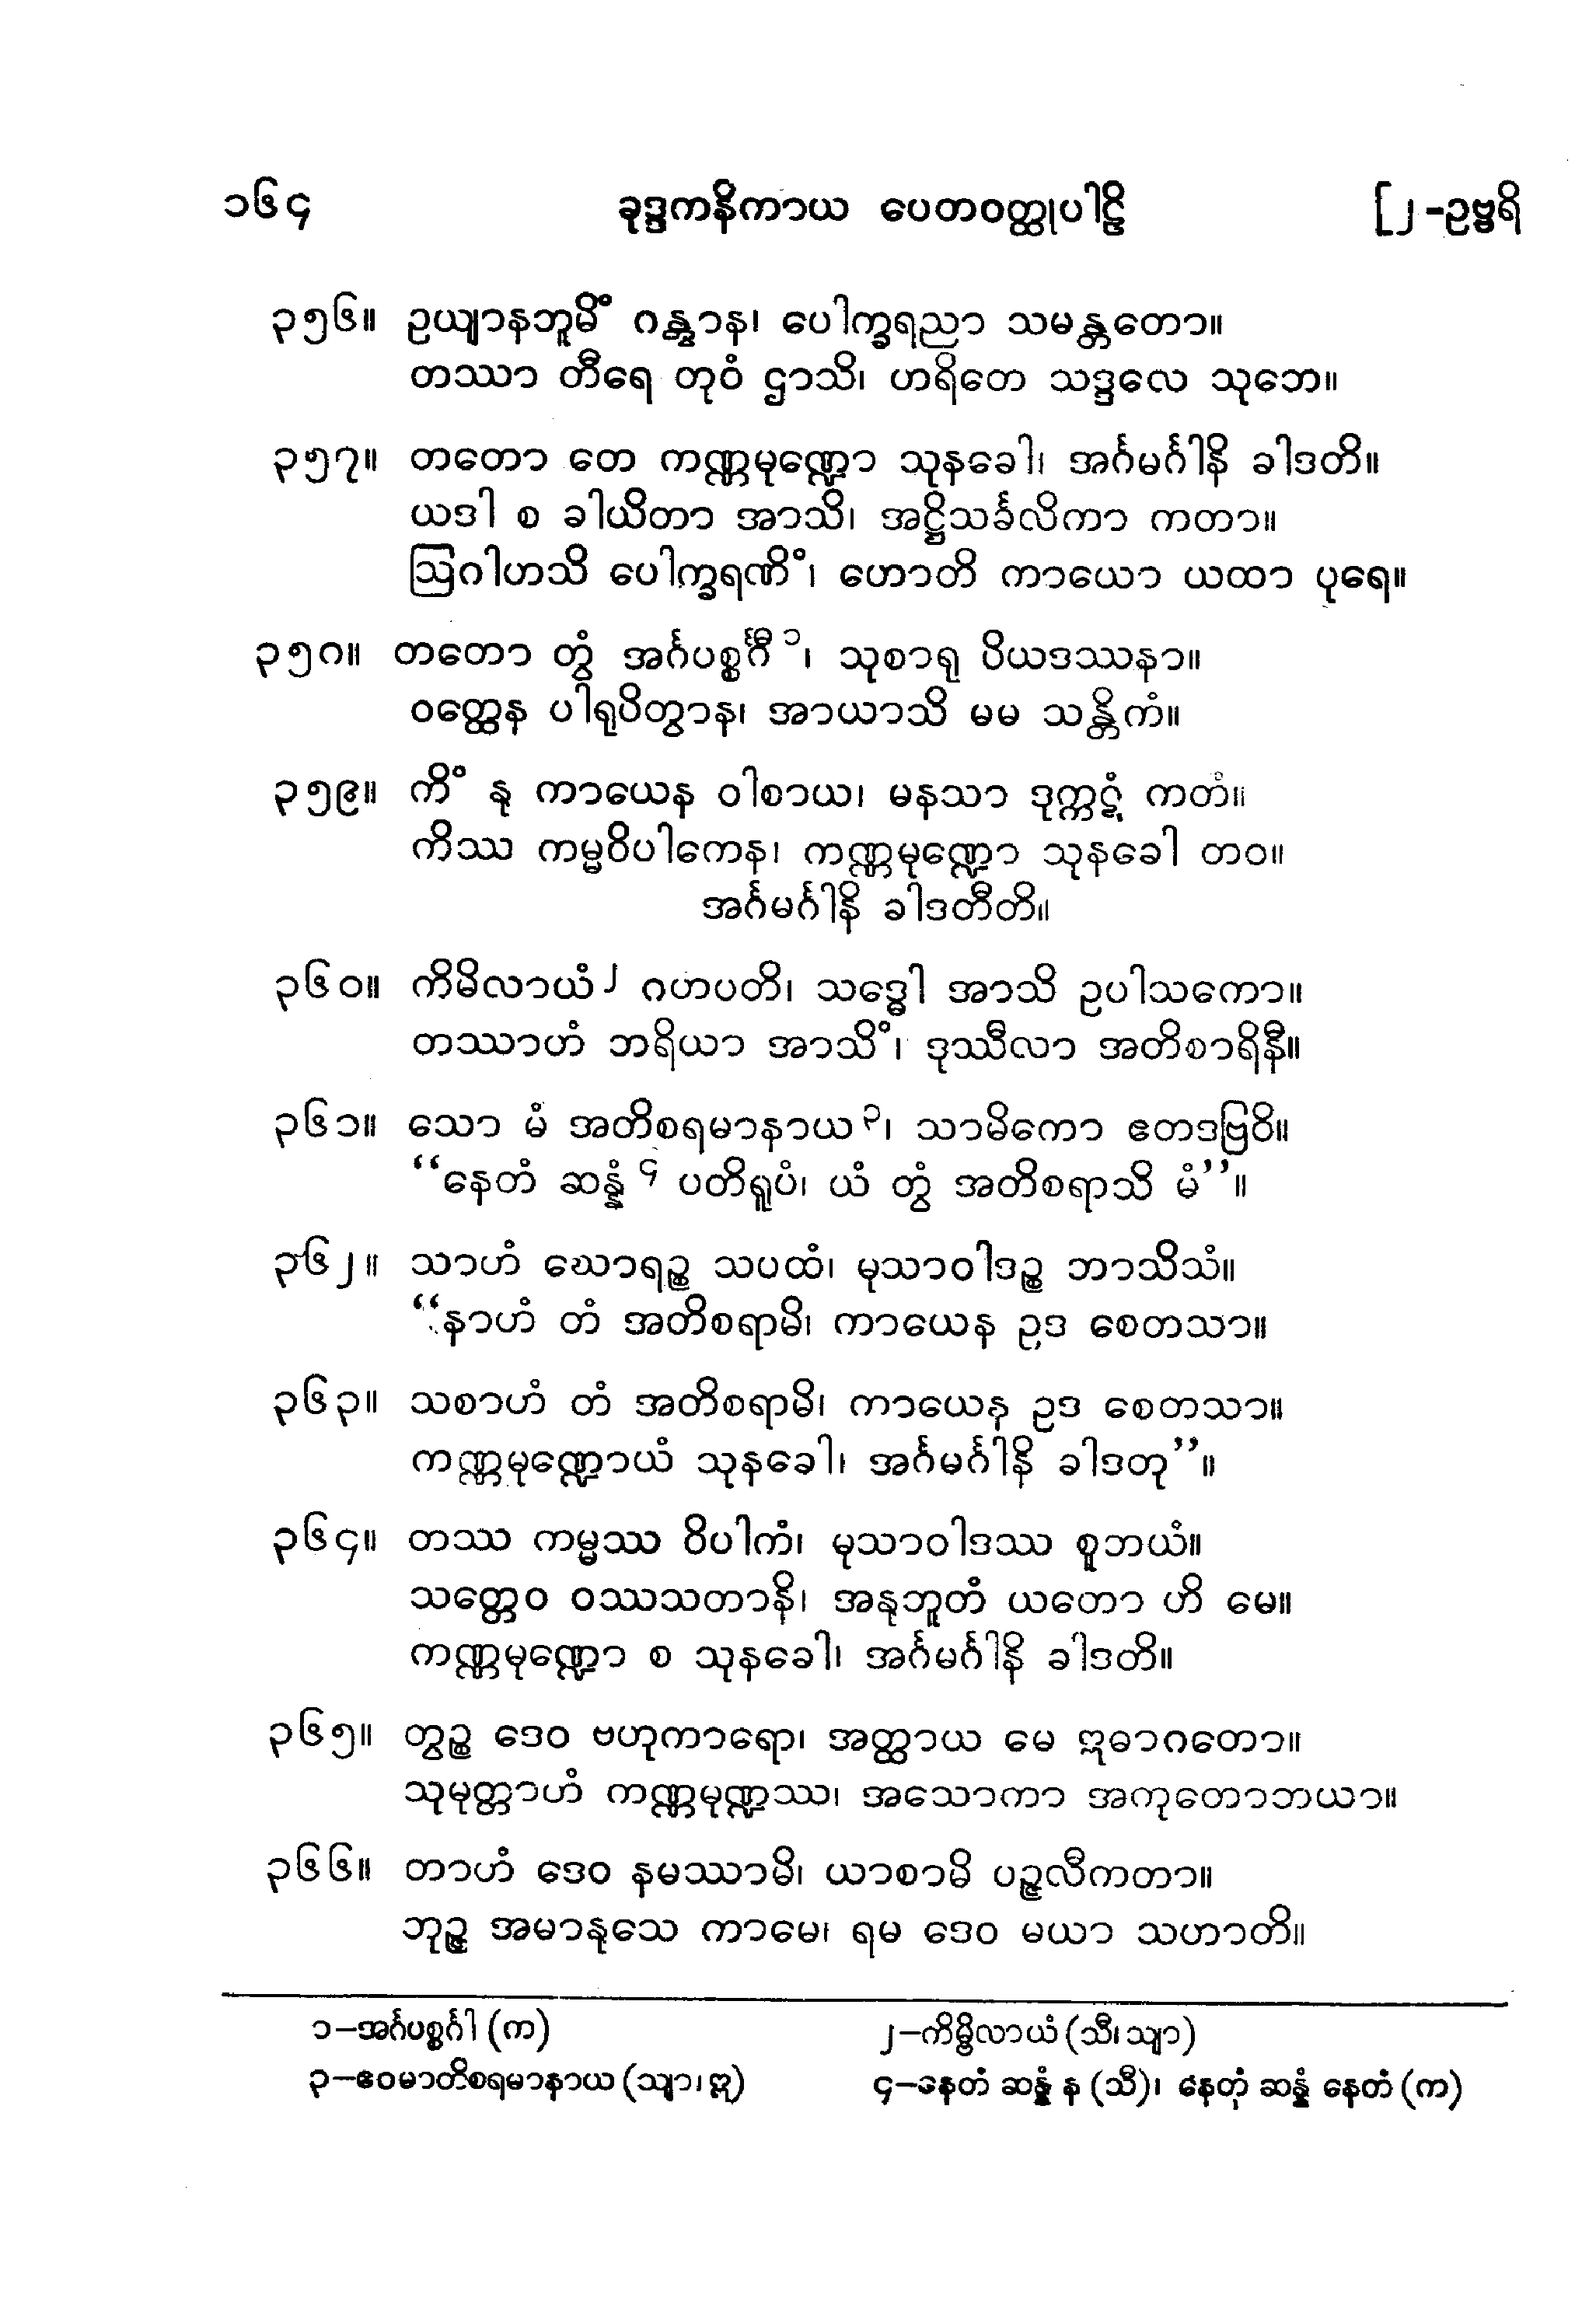 ၁၆၄ ခုဒ္ဒကနိကာယ ပေတဝတ္ထုပါဠိ [၂-ဥဗ္ဗရိ
၃၅၆။ ဥယျာနဘူမိံ ဂန္တွာန၊ ပေါက္ခရညာ သမန္တတော။
တဿာ တီရေ တုဝံ ဌာသိ၊ ဟရိတေ သဒ္ဒလေ သုဘေ။
၃၅၇။ တတော တေ ကဏ္ဏမုဏ္ဍော သုနခေါ၊ အင်္ဂမင်္ဂါနိ ခါဒတိ။
ယဒါ စ ခါယိတာ အာသိ၊ အဋ္ဌိသင်္ခလိကာ ကတာ။
ဩဂါဟသိ ပေါက္ခရဏိံ၊ ဟောတိ ကာယော ယထာ ပုရေ။
၃၅၈။ တတော တွံ အင်္ဂပစ္စင်္ဂီ ၁၊ သုစာရု ပိယဒဿနာ။
ဝတ္ထေန ပါရုပိတွာန၊ အာယာသိ မမ သန္တိကံ။
၃၅၉။ ကိံ နု ကာယေန ဝါစာယ၊ မနသာ ဒုက္ကဋံ ကတံ။
ကိဿ ကမ္မဝိပါကေန၊ ကဏ္ဏမုဏ္ဍော သုနခေါ တဝ။
အင်္ဂမင်္ဂါနိ ခါဒတီတိ။
၃၆၀။ ကိမိလာယံ ၂ ဂဟပတိ၊ သဒ္ဓေါ အာသိ ဥပါသကော။
တဿာဟံ ဘရိယာ အာသိံ၊ ဒုဿီလာ အတိစာရိနီ။
၃၆၁။ သော မံ အတိစရမာနာယ ၃၊ သာမိကော ဧတဒဗြဝိ။
“နေတံ ဆန္နံ ၄ ပတိရူပံ၊ ယံ တွံ အတိစရာသိ မံ”။
၃၆၂။ သာဟံ ဃောရဉ္စ သပထံ၊ မုသာဝါဒဉ္စ ဘာသိသံ။
“နာဟံ တံ အတိစရာမိ၊ ကာယေန ဥဒ စေတသာ။
၃၆၃။ သစာဟံ တံ အတိစရာမိ၊ ကာယေန ဥဒ စေတသာ။
ကဏ္ဏမုဏ္ဍောယံ သုနခေါ၊ အင်္ဂမင်္ဂါနိ ခါဒတု”။
၃၆၄။ တဿ ကမ္မဿ ဝိပါကံ၊ မုသာဝါဒဿ စူဘယံ။
သတ္တေဝ ဝဿသတာနိ၊ အနုဘူတံ ယတော ဟိ မေ။
ကဏ္ဏမုဏ္ဍော စ သုနခေါ၊ အင်္ဂမင်္ဂါနိ ခါဒတိ။
၃၆၅။ တွဉ္စ ဒေဝ ဗဟုကာရော၊ အတ္ထာယ မေ ဣဓာဂတော။
သုမုတ္တာဟံ ကဏ္ဏမုဏ္ဍဿ၊ အသောကာ အကုတောဘယာ။
၃၆၆။ တာဟံ ဒေဝ နမဿာမိ၊ ယာစာမိ ပဉ္ဇလီကတာ။
ဘုဉ္ဇ အမာနုသေ ကာမေ၊ ရမ ဒေဝ မယာ သဟာတိ။
၁–အင်္ဂပစ္စင်္ဂါ (က) ၂–ကိမ္ဗိလာယံ (သီ၊ သျာ)
၃–ဧဝမာတိစရမာနာယ (သျာ၊ ဣ) ၄–နေတံ ဆန္နံ န (သီ)၊ နေတုံ ဆန္နံ နေတံ (က)